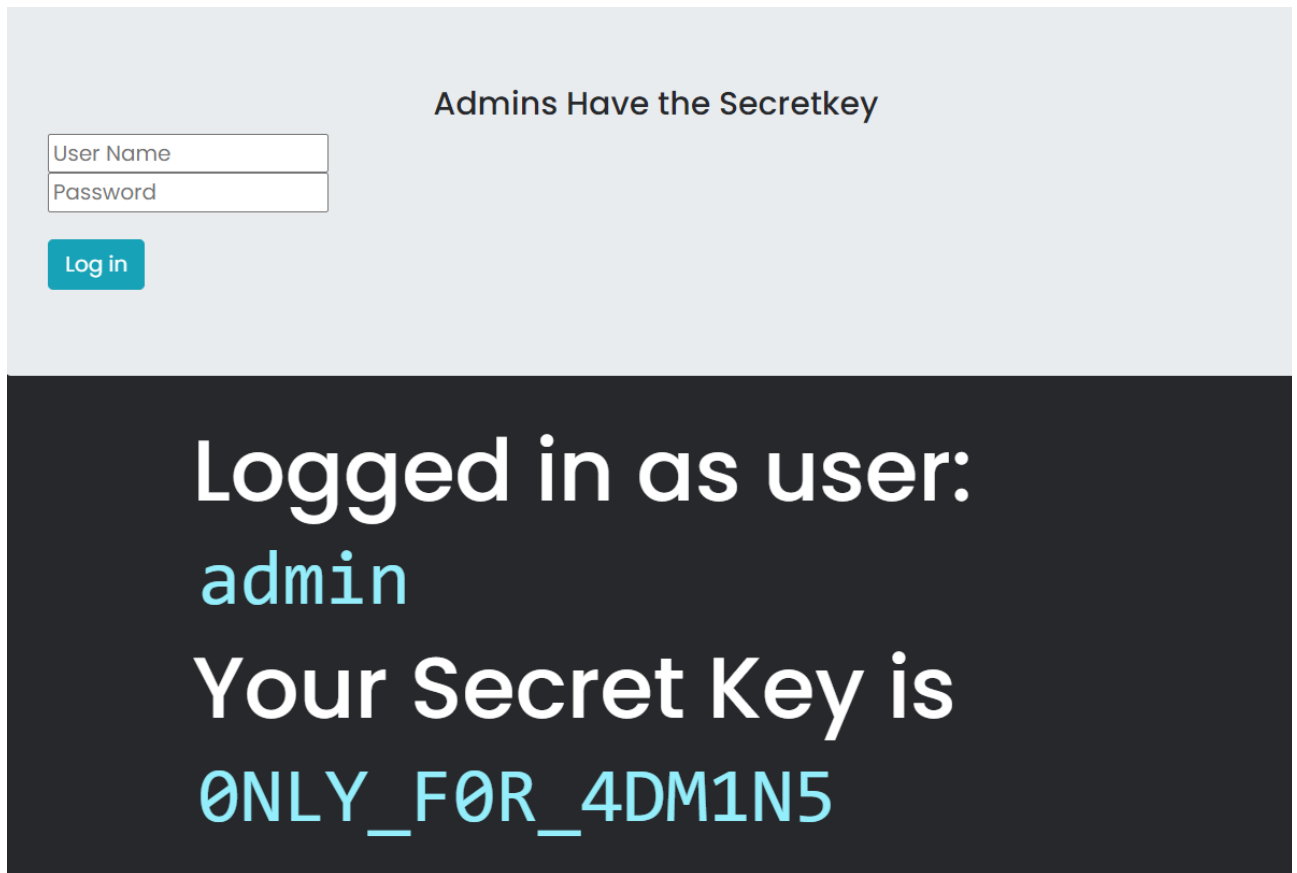 Admins Have the Secretkey
User Name
Password
Log in
Logged in as user:
admin
Your Secret Key is
0NLY_F0R_4DM1N5